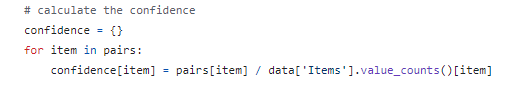 # calculate the confidence
confidence = {}
for item in pairs:
    confidence[item] = pairs[item] / data['Items'].value_counts()[item]